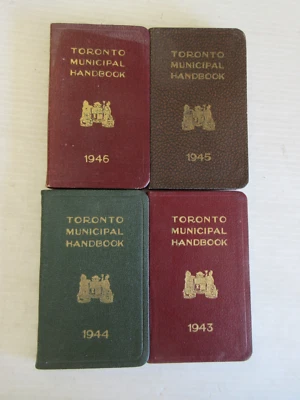 TORONTO
MUNICIPAL
HANDBOOK
1946
TORONTO
MUNICIPAL
HANDBOOK
1945
TORONTO
MUNICIPAL
HANDBOOK
1944
TORONTO
MUNICIPAL
HANDBOOK
1943